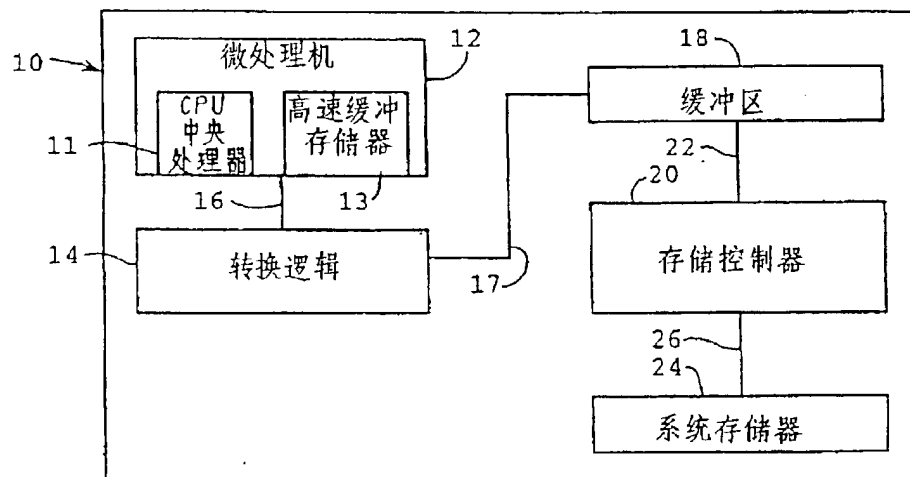 10
微处理机
12
18
缓冲区
CPU
中央
处理器
高速缓冲
存储器
11
13
16
22
20
14
转换逻辑
17
存储控制器
26
24
系统存储器